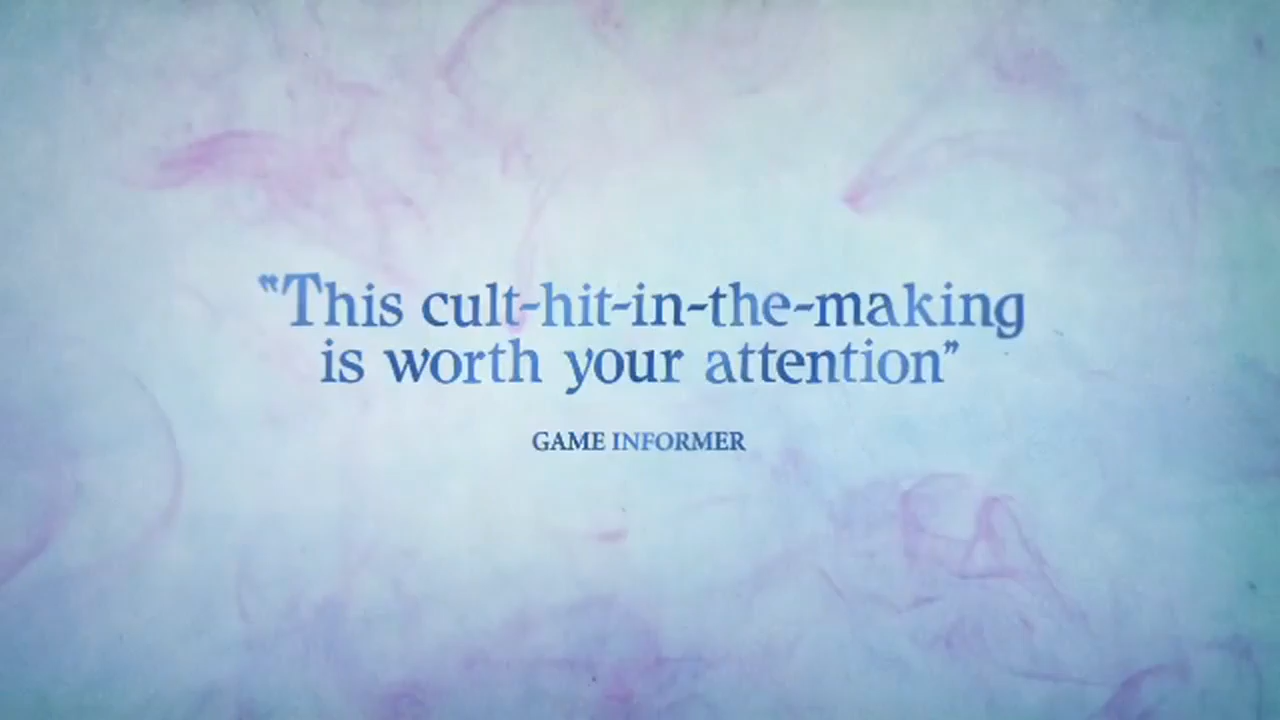 “This cult-hit-in-the-making
is worth your attention”
GAME INFORMER